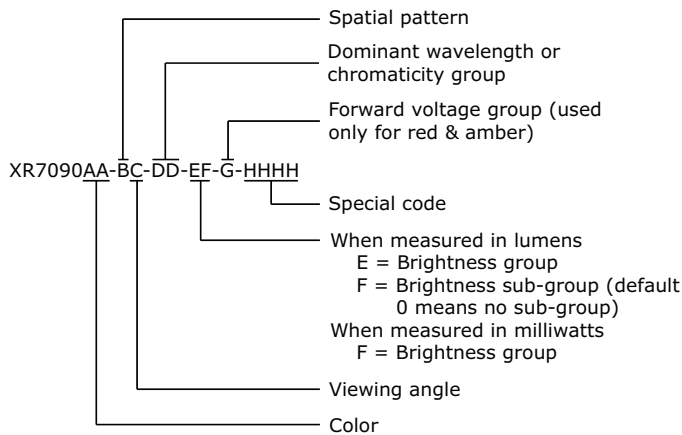 Spatial pattern
Dominant wavelength or
chromaticity group
Forward voltage group (used
only for red & amber)
XR7090AA-BC-DD-EF-G-HHHH
Special code
When measured in lumens
E = Brightness group
F = Brightness sub-group (default
0 means no sub-group)
When measured in milliwatts
F = Brightness group
Viewing angle
Color